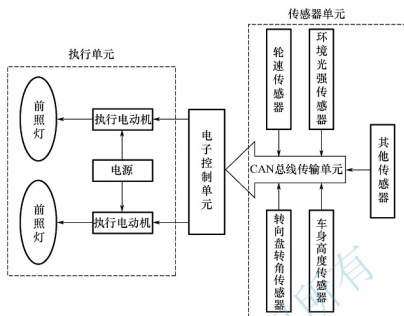 传感器单元
执行单元
轮速传感器
环境光强传感器
前照灯
执行电动机
电子控制单元
电源
CAN总线传输单元
其他传感器
前照灯
执行电动机
转向盘转角传感器
车身高度传感器
所有